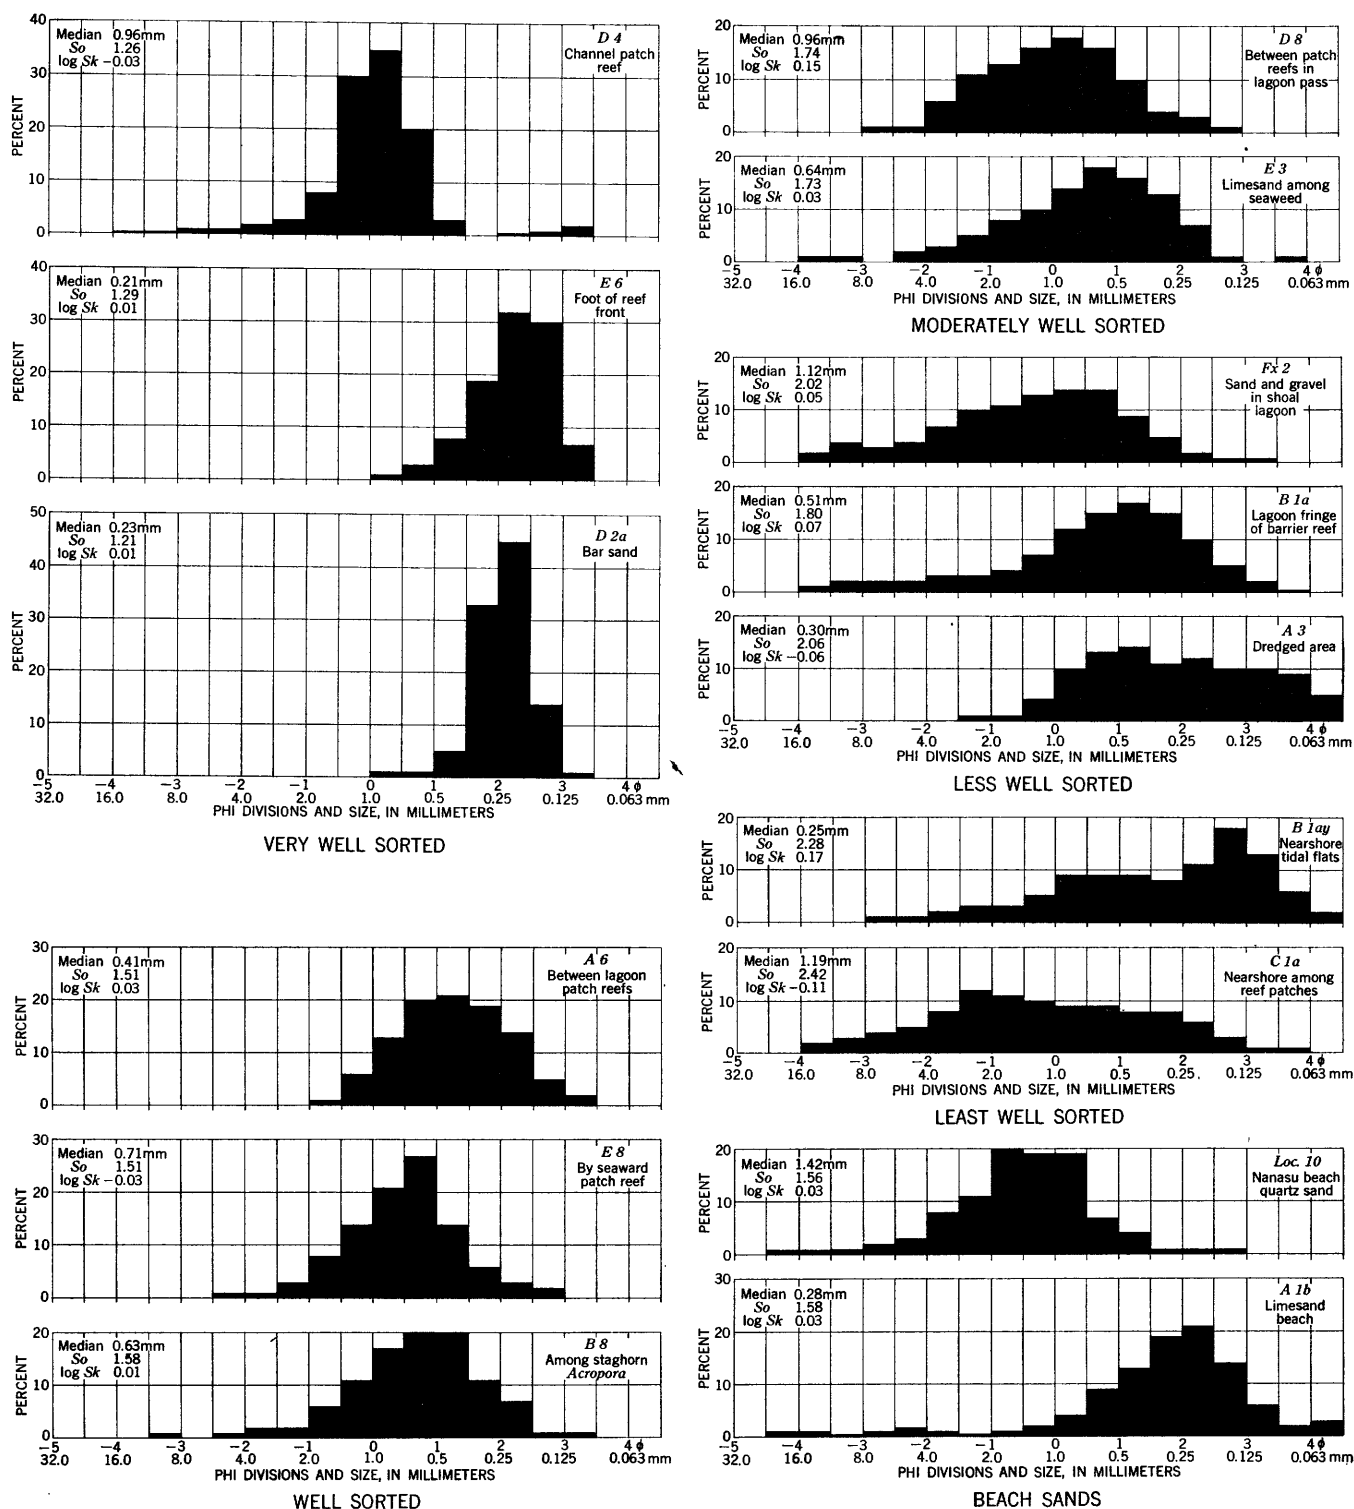 40
30
20
10
0
PERCENT
Median 0.96mm
So 1.26
log Sk -0.03
D 4
Channel patch
reef
40
30
20
10
0
PERCENT
Median 0.21mm
So 1.29
log Sk 0.01
E 6
Foot of reef
front
50
40
30
20
10
0
PERCENT
Median 0.23mm
So 1.21
log Sk 0.01
D 2a
Bar sand
-5 -4 -3 -2 -1 0 1 2 3 4 ϕ
32.0 16.0 8.0 4.0 2.0 1.0 0.5 0.25 0.125 0.063 mm
PHI DIVISIONS AND SIZE, IN MILLIMETERS
VERY WELL SORTED
30
20
10
0
PERCENT
Median 0.41mm
So 1.51
log Sk 0.03
A 6
Between lagoon
patch reefs
30
20
10
0
PERCENT
Median 0.71mm
So 1.51
log Sk -0.03
E 8
By seaward
patch reef
20
10
0
PERCENT
Median 0.63mm
So 1.58
log Sk 0.01
B 8
Among staghorn
Acropora
-5 -4 -3 -2 -1 0 1 2 3 4 ϕ
32.0 16.0 8.0 4.0 2.0 1.0 0.5 0.25 0.125 0.063 mm
PHI DIVISIONS AND SIZE, IN MILLIMETERS
WELL SORTED
20
10
0
PERCENT
Median 0.96mm
So 1.74
log Sk 0.15
D 8
Between patch
reefs in
lagoon pass
20
10
0
PERCENT
Median 0.64mm
So 1.73
log Sk 0.03
E 3
Limesand among
seaweed
-5 -4 -3 -2 -1 0 1 2 3 4 ϕ
32.0 16.0 8.0 4.0 2.0 1.0 0.5 0.25 0.125 0.063 mm
PHI DIVISIONS AND SIZE, IN MILLIMETERS
MODERATELY WELL SORTED
20
10
0
PERCENT
Median 1.12mm
So 2.02
log Sk 0.05
Fx 2
Sand and gravel
in shoal
lagoon
20
10
0
PERCENT
Median 0.51mm
So 1.80
log Sk 0.07
B 1a
Lagoon fringe
of barrier reef
20
10
0
PERCENT
Median 0.30mm
So 2.06
log Sk -0.06
A 3
Dredged area
-5 -4 -3 -2 -1 0 1 2 3 4 ϕ
32.0 16.0 8.0 4.0 2.0 1.0 0.5 0.25 0.125 0.063 mm
PHI DIVISIONS AND SIZE, IN MILLIMETERS
LESS WELL SORTED
20
10
0
PERCENT
Median 0.25mm
So 2.28
log Sk 0.17
B 1ay
Nearshore
tidal flats
20
10
0
PERCENT
Median 1.19mm
So 2.42
log Sk -0.11
C 1a
Nearshore among
reef patches
-5 -4 -3 -2 -1 0 1 2 3 4 ϕ
32.0 16.0 8.0 4.0 2.0 1.0 0.5 0.25 0.125 0.063 mm
PHI DIVISIONS AND SIZE, IN MILLIMETERS
LEAST WELL SORTED
20
10
0
PERCENT
Median 1.42mm
So 1.56
log Sk 0.03
Loc. 10
Nanasu beach
quartz sand
30
20
10
0
PERCENT
Median 0.28mm
So 1.58
log Sk 0.03
A 1b
Limesand
beach
-5 -4 -3 -2 -1 0 1 2 3 4 ϕ
32.0 16.0 8.0 4.0 2.0 1.0 0.5 0.25 0.125 0.063 mm
PHI DIVISIONS AND SIZE, IN MILLIMETERS
BEACH SANDS